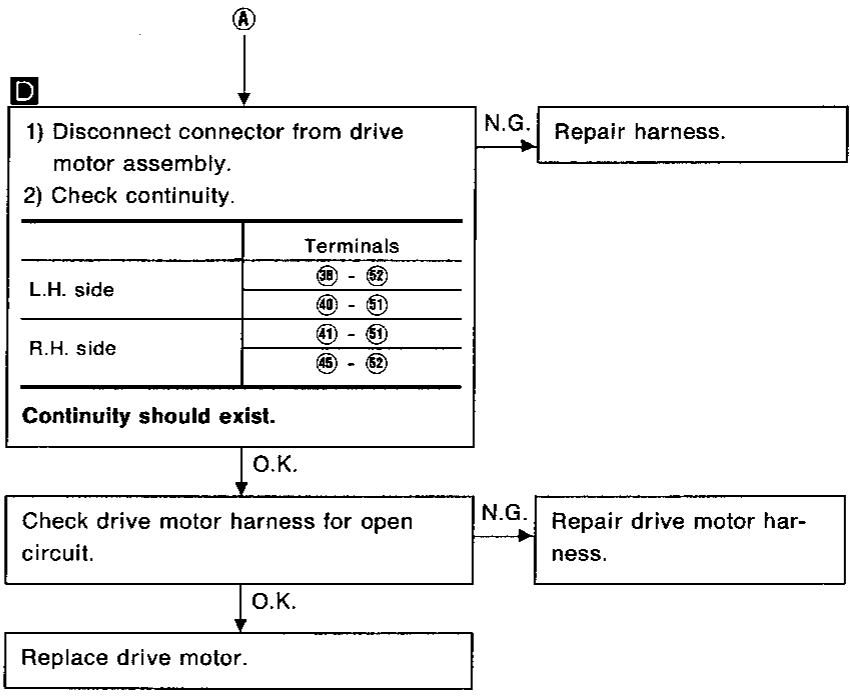 Ⓐ
D
1) Disconnect connector from drive
motor assembly.
2) Check continuity.
Terminals
L.H. side
㊳ - 52
㊵ - 51
R.H. side
㊶ - 51
㊺ - 52
Continuity should exist.
N.G.
Repair harness.
O.K.
Check drive motor harness for open
circuit.
N.G.
Repair drive motor har-
ness.
O.K.
Replace drive motor.